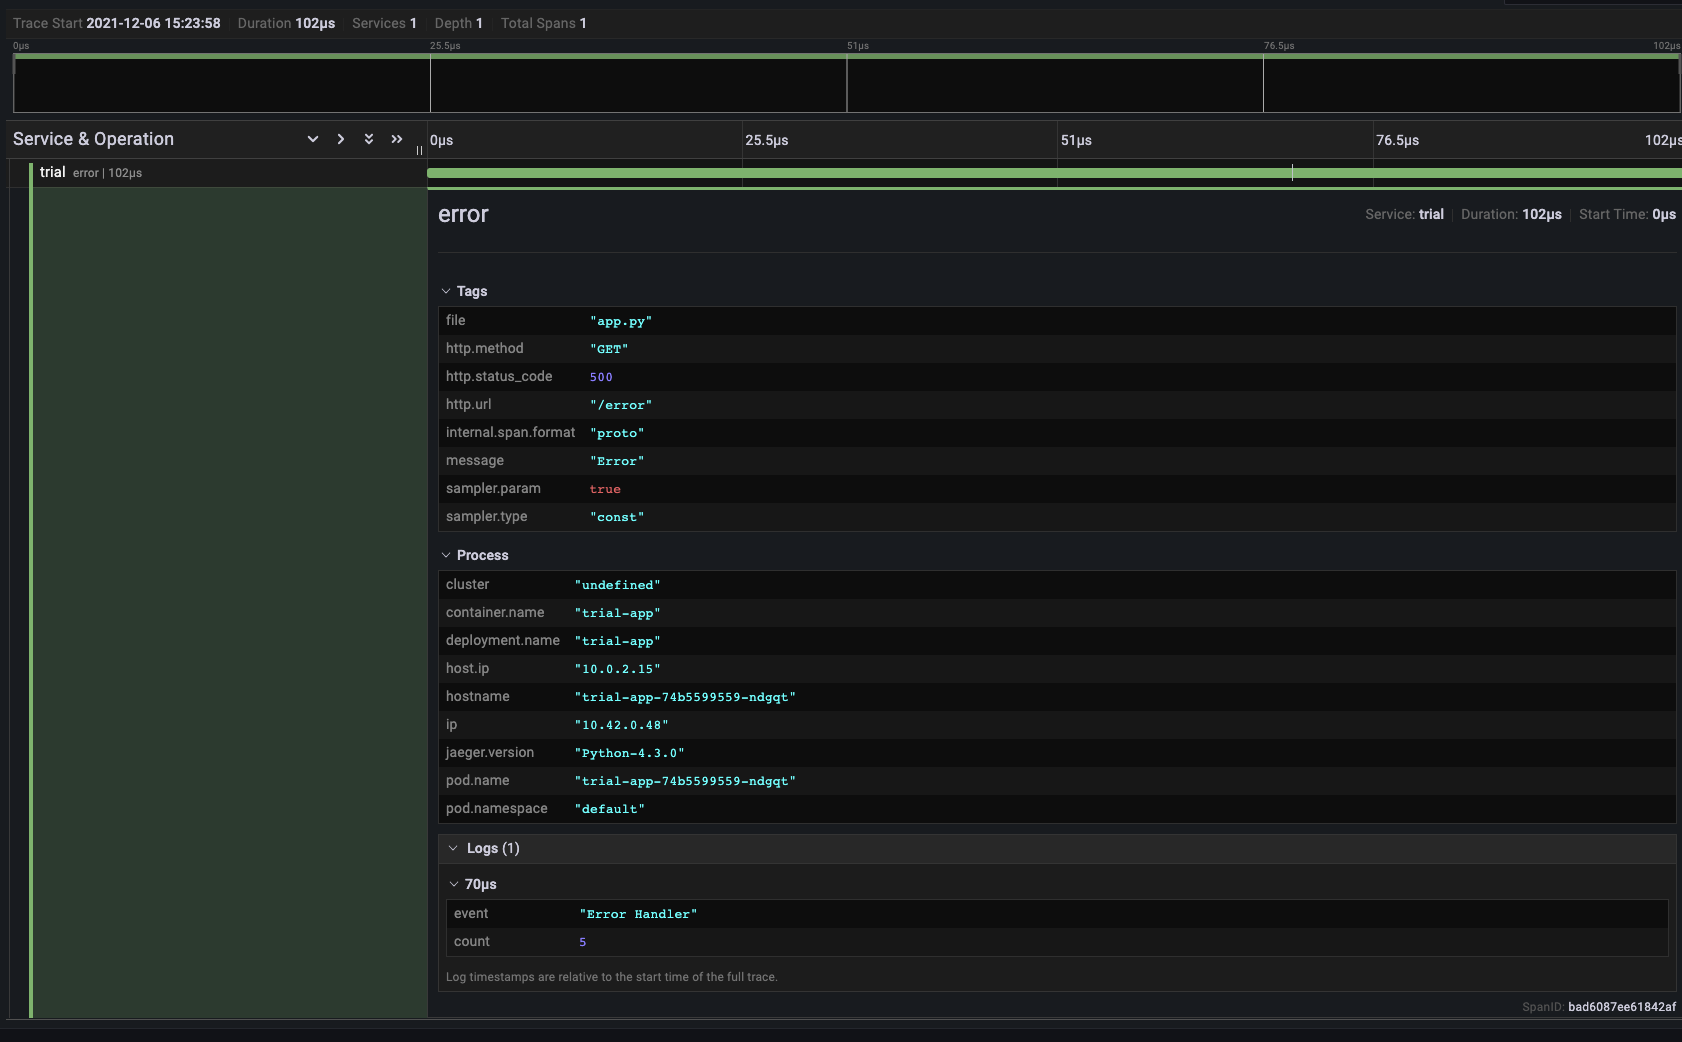 Trace Start 2021-12-06 15:23:58 Duration 102µs Services 1 Depth 1 Total Spans 1
0µs 25.5µs 51µs 76.5µs 102µs
Service & Operation 0µs 25.5µs 51µs 76.5µs 102µs
trial error | 102µs
error Service: trial Duration: 102µs Start Time: 0µs
Tags
file "app.py"
http.method "GET"
http.status_code 500
http.url "/error"
internal.span.format "proto"
message "Error"
sampler.param true
sampler.type "const"
Process
cluster "undefined"
container.name "trial-app"
deployment.name "trial-app"
host.ip "10.0.2.15"
hostname "trial-app-74b5599559-ndgqt"
ip "10.42.0.48"
jaeger.version "Python-4.3.0"
pod.name "trial-app-74b5599559-ndgqt"
pod.namespace "default"
Logs (1)
70µs
event "Error Handler"
count 5
Log timestamps are relative to the start time of the full trace.
SpanID: bad6087ee61842af